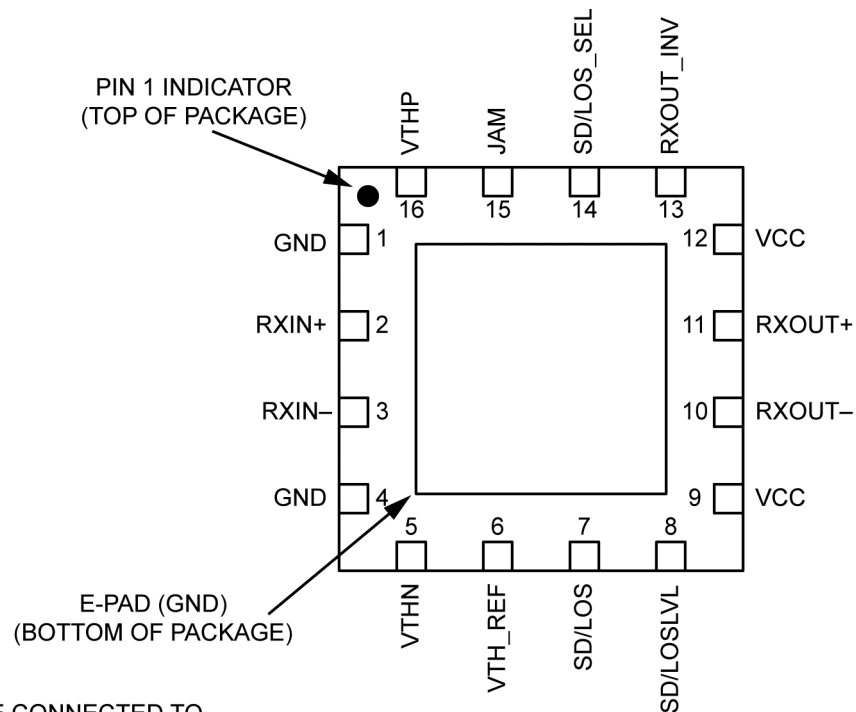 PIN 1 INDICATOR
(TOP OF PACKAGE)
VTHP
JAM
SD/LOS_SEL
RXOUT_INV
16
15
14
13
GND
1
12
VCC
RXIN+
2
11
RXOUT+
RXIN–
3
10
RXOUT–
GND
4
9
VCC
5
6
7
8
E-PAD (GND)
(BOTTOM OF PACKAGE)
VTHN
VTH_REF
SD/LOS
SD/LOSLVL
CONNECTED TO